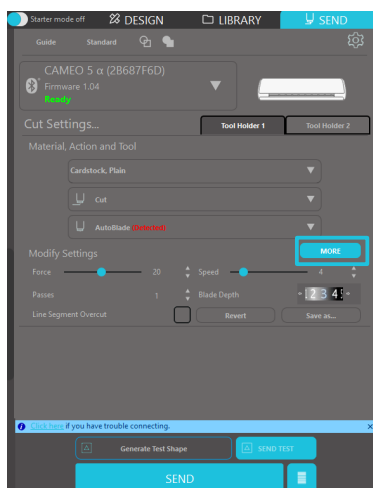 Starter mode off DESIGN LIBRARY SEND
Guide Standard
CAMEO 5 α (2B687F6D)
Firmware 1.04
Ready
Cut Settings... Tool Holder 1 Tool Holder 2
Material, Action and Tool
Cardstock, Plain
Cut
AutoBlade (Detected)
Modify Settings MORE
Force 20 Speed 4
Passes 1 Blade Depth - 2 3 4 -
Line Segment Overcut Revert Save as...
Click here if you have trouble connecting. x
Generate Test Shape SEND TEST
SEND